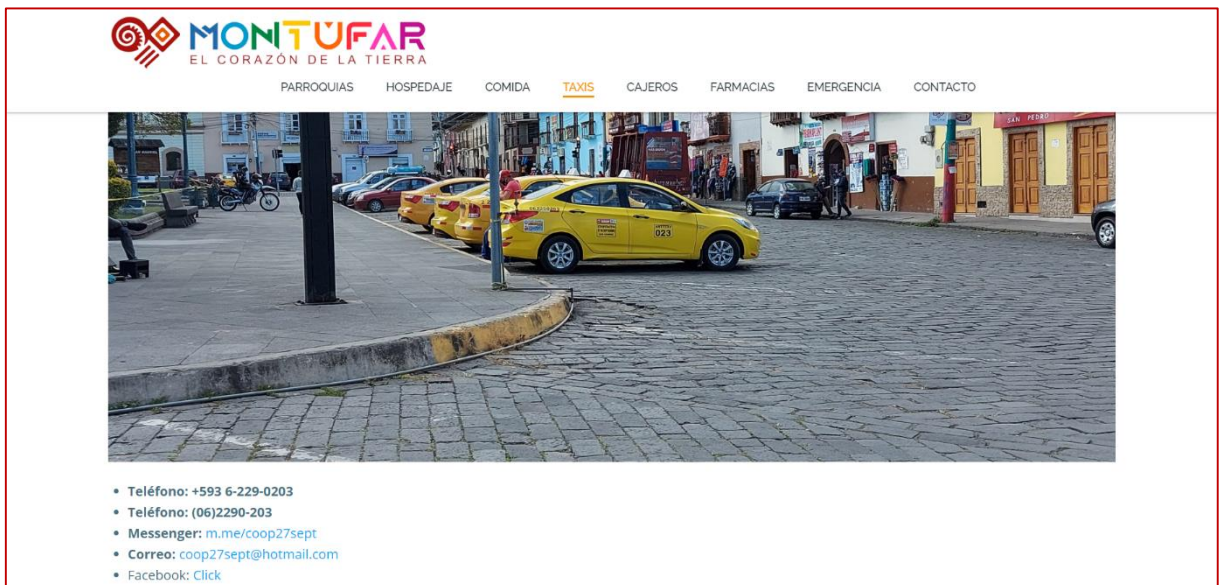 MONTÚFAR
EL CORAZÓN DE LA TIERRA
PARROQUIAS HOSPEDAJE COMIDA TAXIS CAJEROS FARMACIAS EMERGENCIA CONTACTO
SAN PEDRO
023
• Teléfono: +593 6-229-0203
• Teléfono: (06)2290-203
• Messenger: m.me/coop27sept
• Correo: coop27sept@hotmail.com
• Facebook: Click